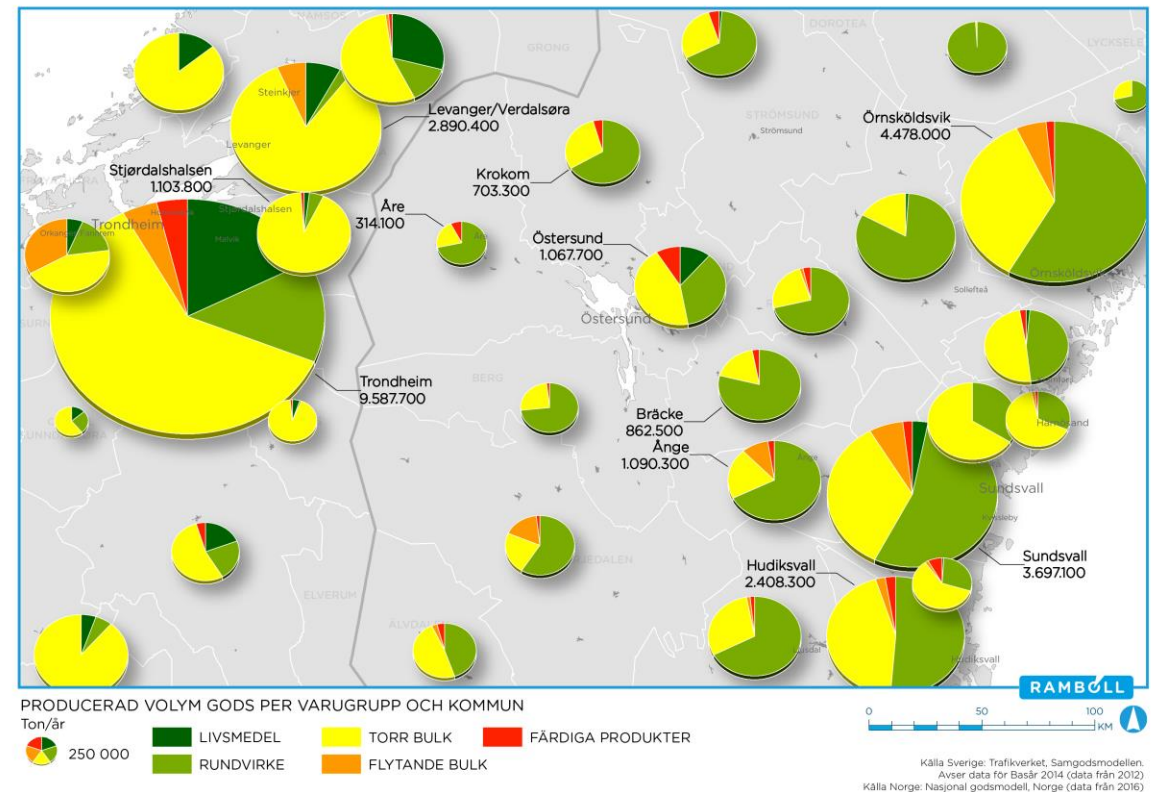 NAMSOS
DOROTEA
GRONG
LYCKSELE
Steinkjer
Levanger/Verdalsøra
2.890.400
STRÖMSUND
Strömsund
Örnsköldsvik
4.478.000
Levanger
Stjørdalshalsen
1.103.800
Krokom
703.300
Stjørdalshalsen
Åre
314.100
Trondheim
Malvik
Östersund
1.067.700
Örnsköldsvik
Sollefteå
Östersund
Trondheim
9.587.700
BERG
Bräcke
862.500
Ånge
1.090.300
Härnösand
Ånge
Sundsvall
Kvissleby
Sundsvall
3.697.100
Hudiksvall
2.408.300
ELVERUM
Hudiksvall
RAMBOLL
PRODUCERAD VOLYM GODS PER VARUGRUPP OCH KOMMUN
Ton/år
250 000
LIVSMEDEL
TORR BULK
FÄRDIGA PRODUKTER
RUNDVIRKE
FLYTANDE BULK
0 50 100
KM
Källa Sverige: Trafikverket, Samgodsmodellen.
Avser data för Basår 2014 (data från 2012)
Källa Norge: Nasjonal godsmodell, Norge (data från 2016)